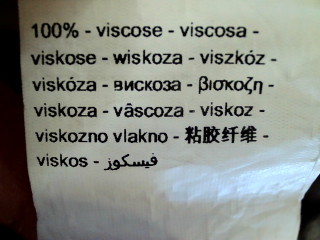 100% - viscose - viscosa -
viskose - wiskoza - viszkóz -
viskóza - вискоза - βισκοζη -
viskoza - vâscoza - viskoz -
viskozno vlakno - 粘胶纤维 -
viskos - فيسكوز